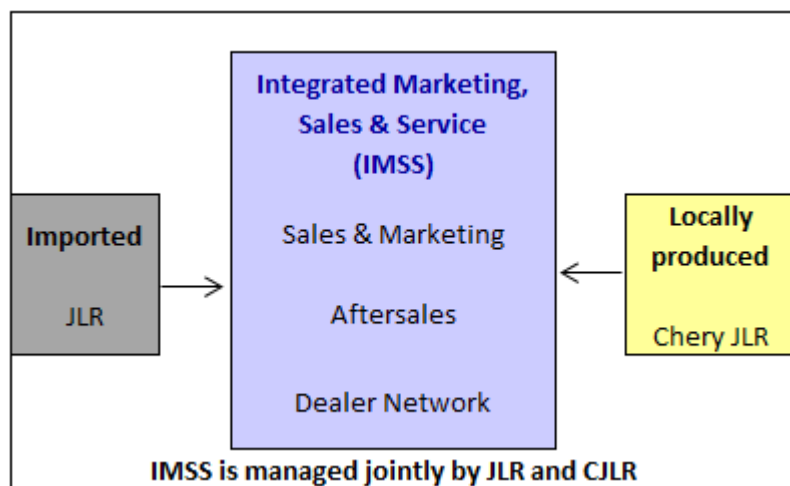 Integrated Marketing,
Sales & Service
(IMSS)
Imported
JLR
Sales & Marketing
Aftersales
Dealer Network
Locally
produced
Chery JLR
IMSS is managed jointly by JLR and CJLR